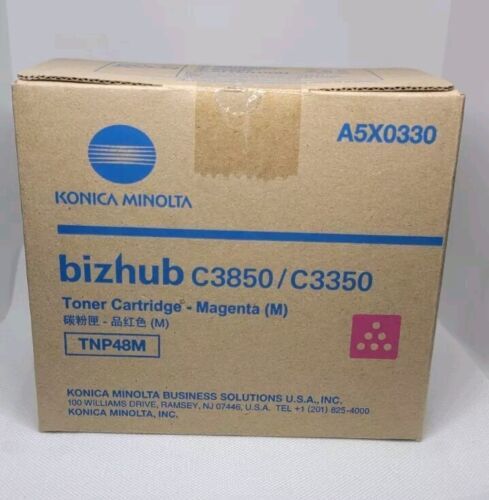 A5X0330
KONICA MINOLTA
bizhub C3850/C3350
Toner Cartridge - Magenta (M)
碳粉匣 - 品红色 (M)
TNP48M
KONICA MINOLTA BUSINESS SOLUTIONS U.S.A., INC.
100 WILLIAMS DRIVE, RAMSEY, NJ 07446, U.S.A. TEL +1 (201) 825-4000
KONICA MINOLTA, INC.